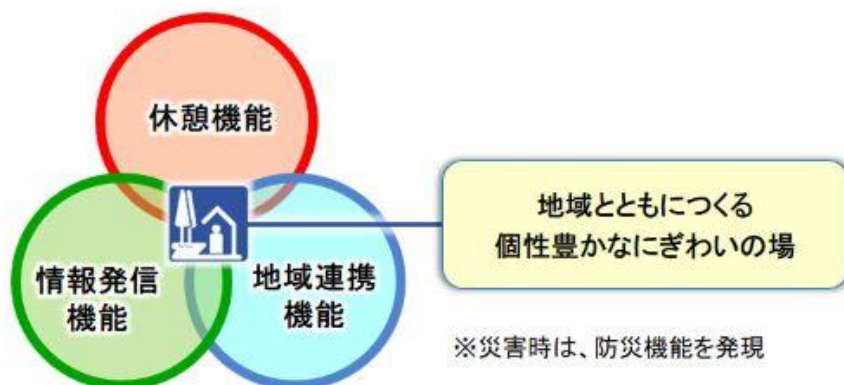 休憩機能
情報発信
機能
地域連携
機能
地域とともにつくる
個性豊かなにぎわいの場
※災害時は、防災機能を発現